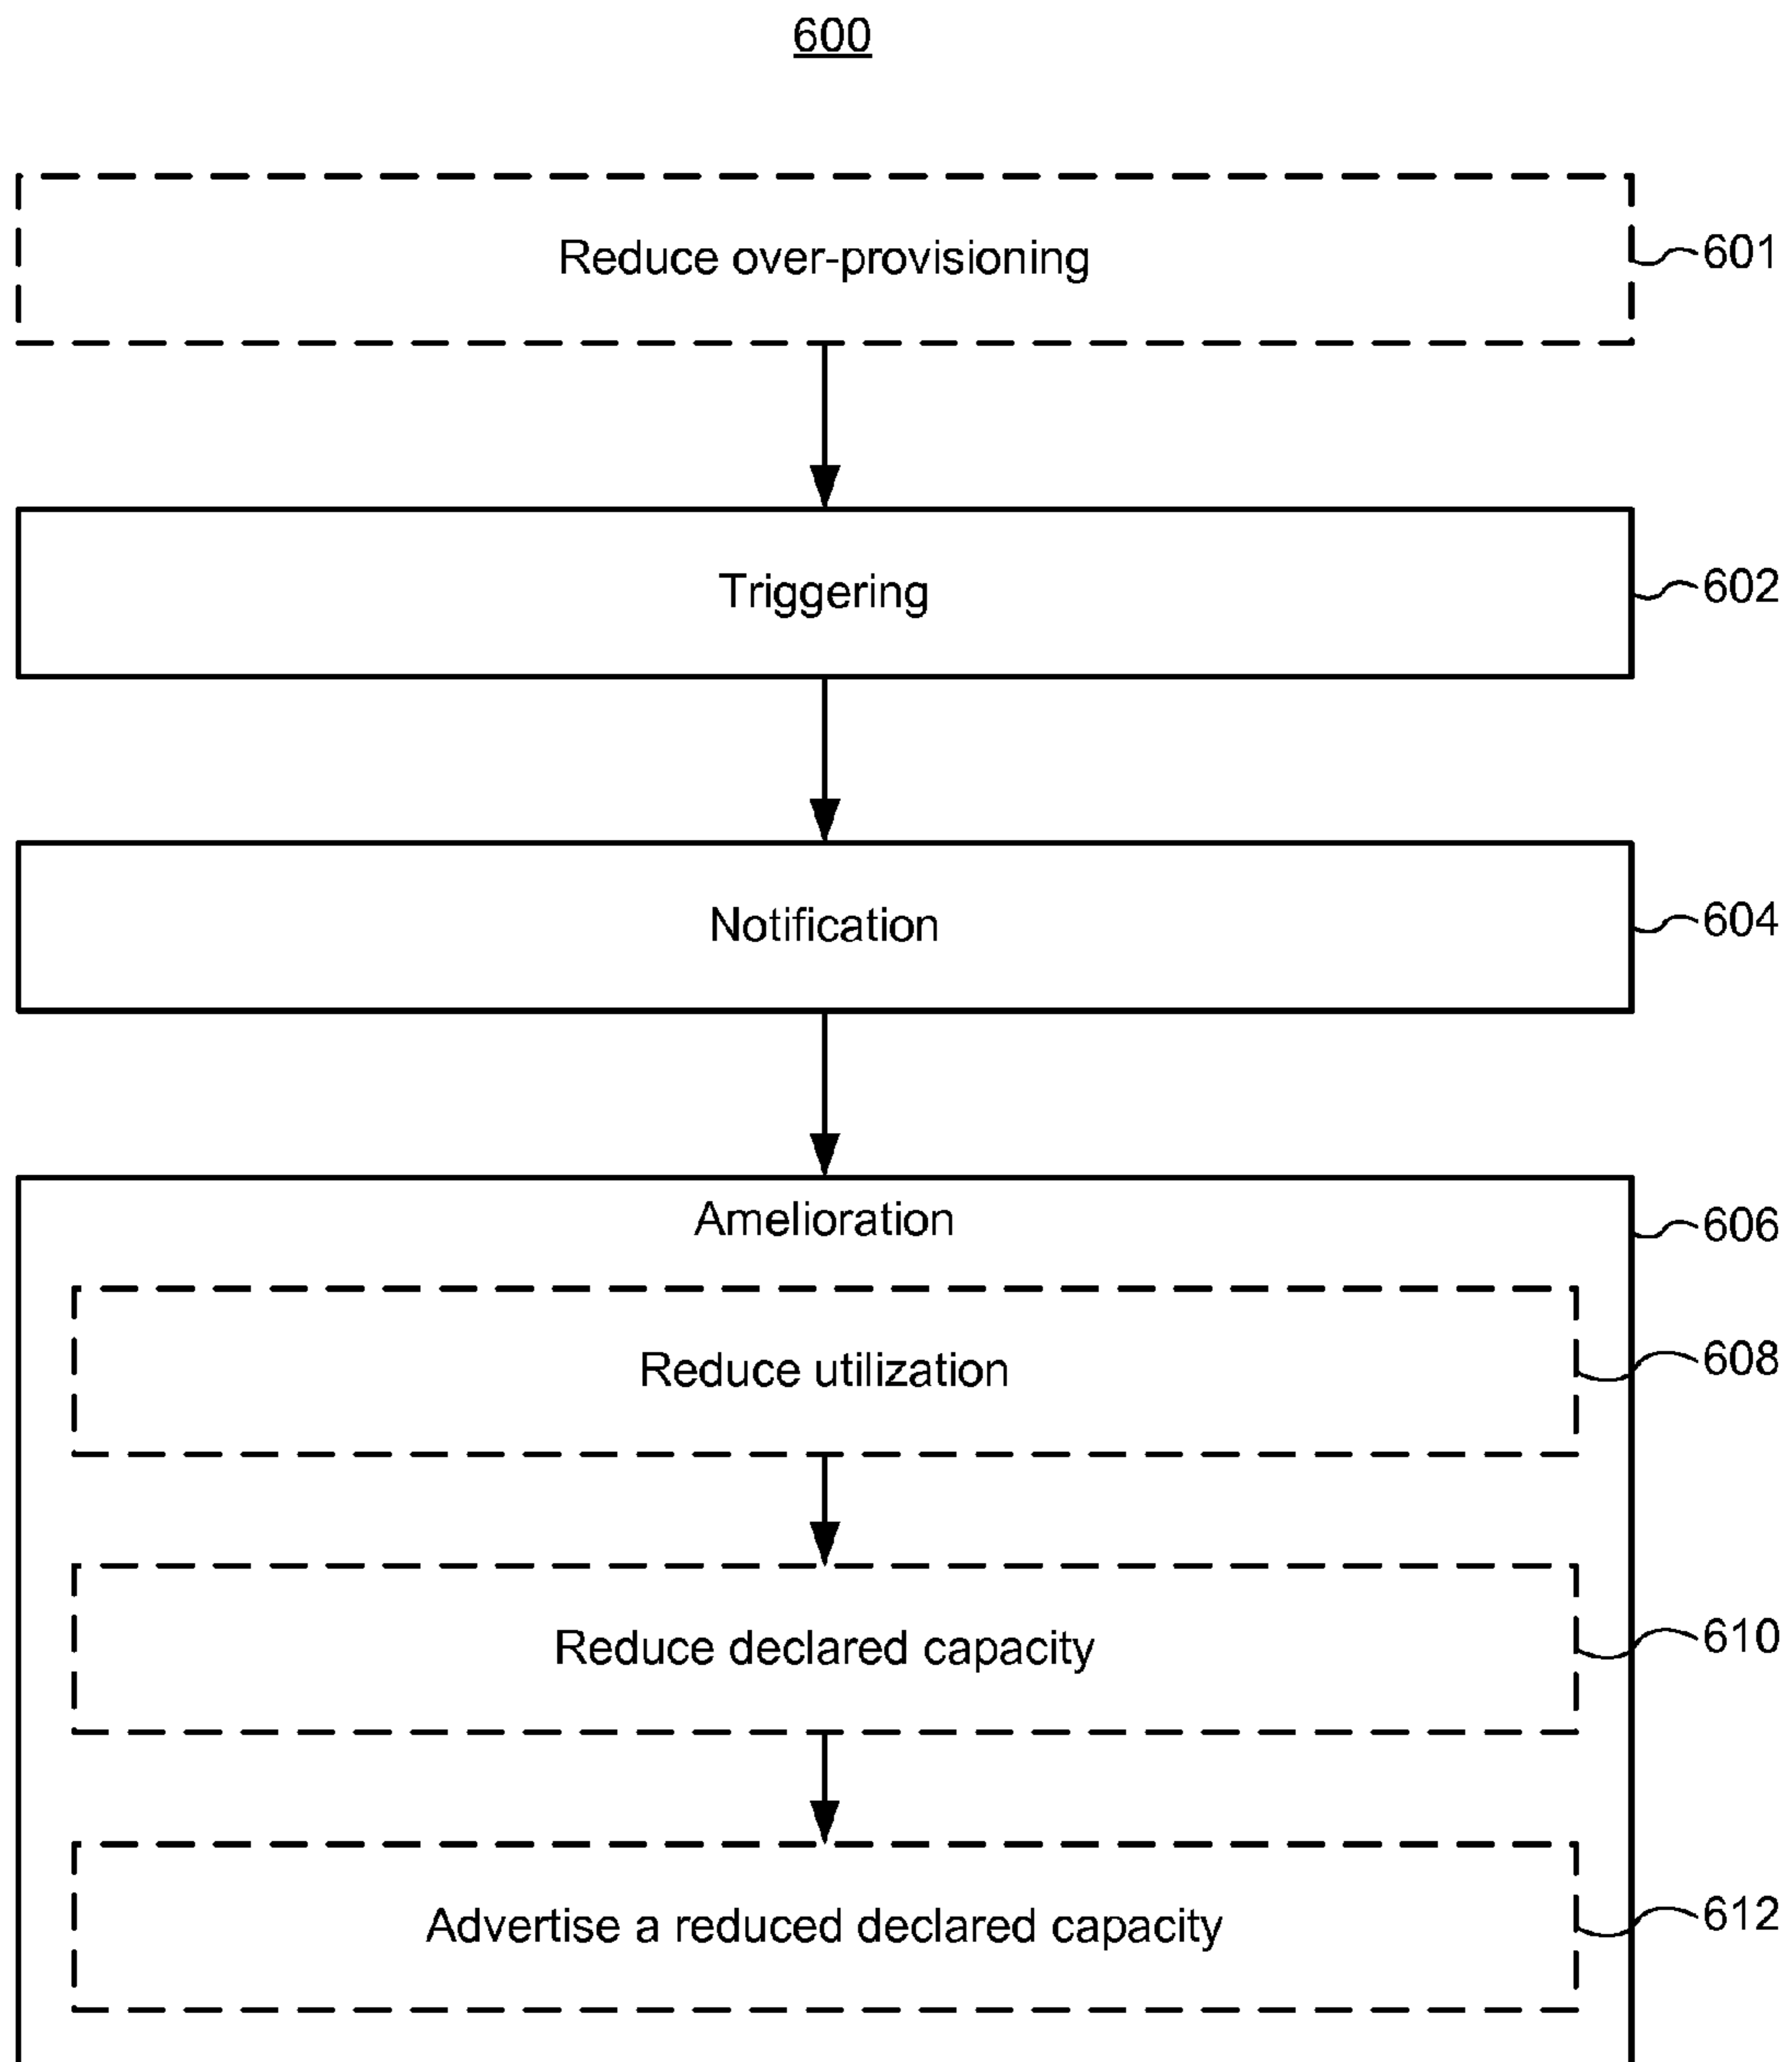 600
Reduce over-provisioning
601
Triggering
602
Notification
604
Amelioration
606
Reduce utilization
608
Reduce declared capacity
610
Advertise a reduced declared capacity
612